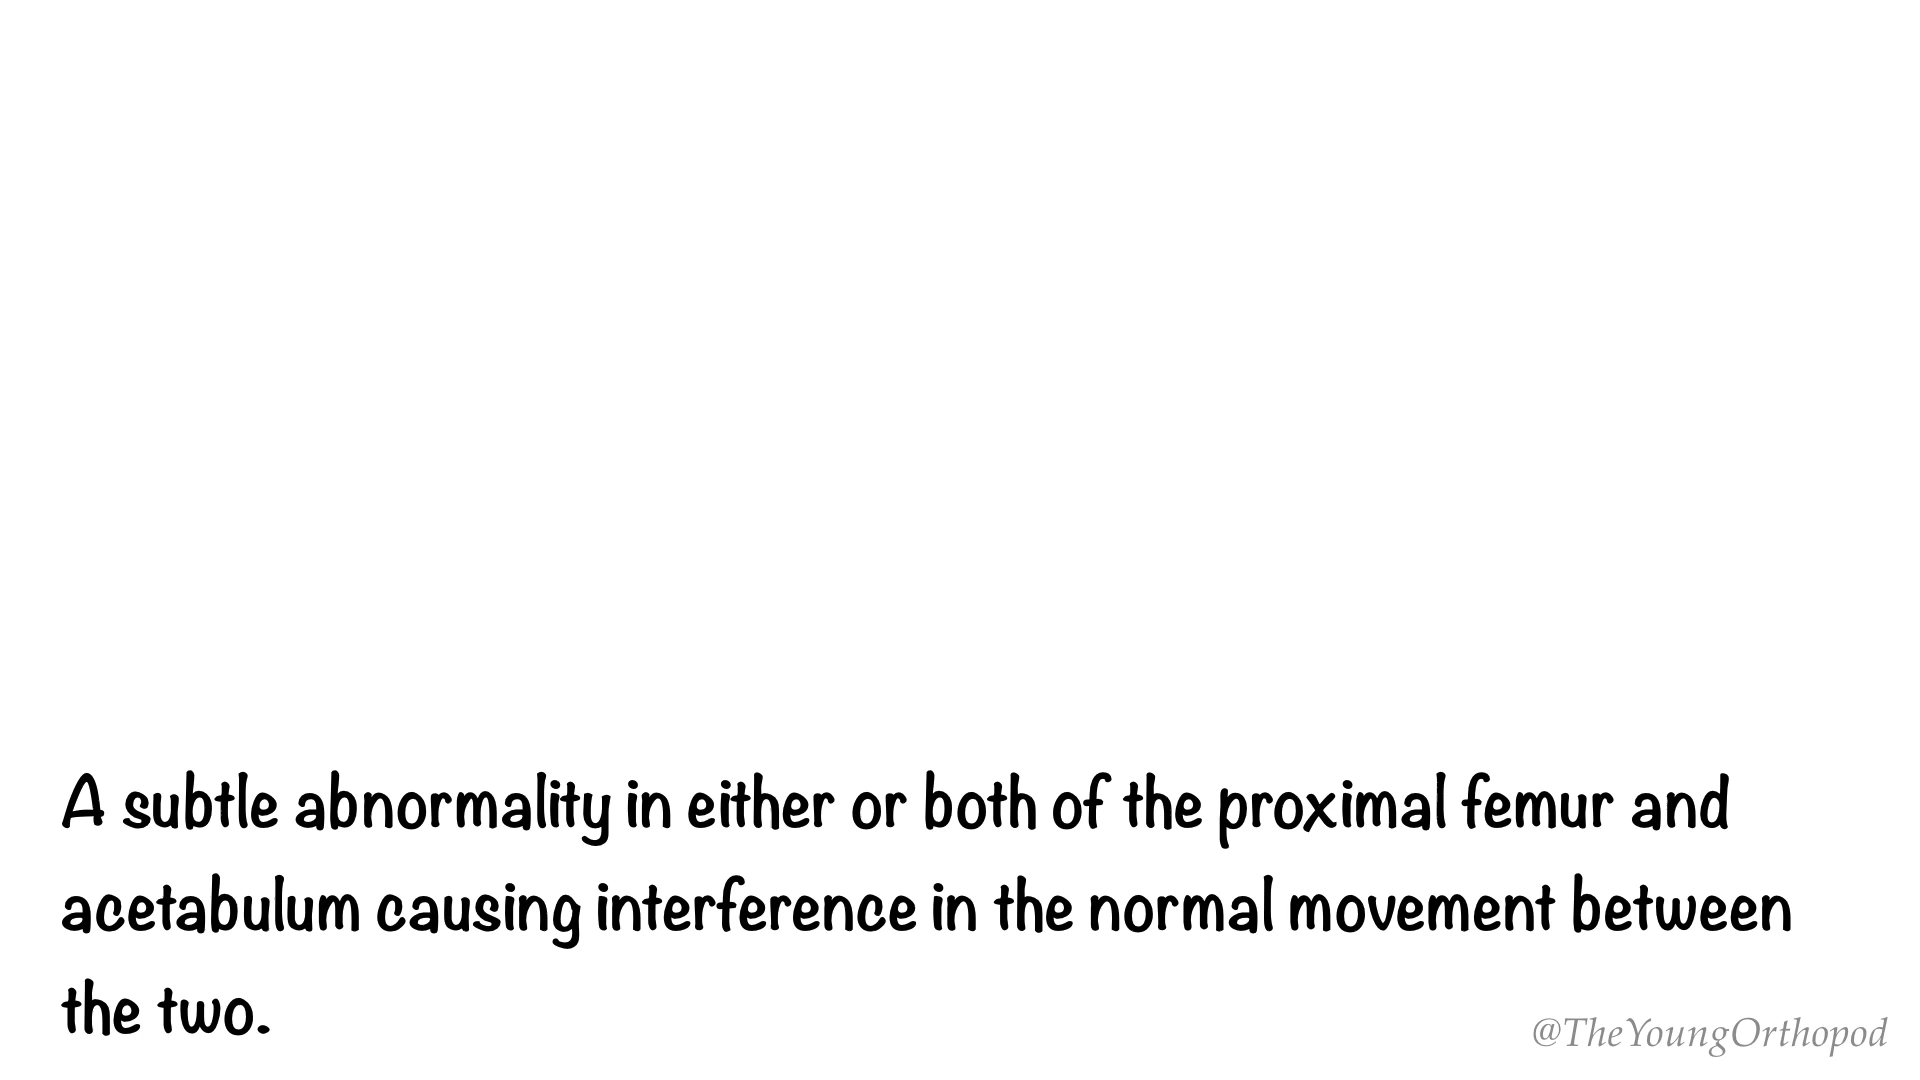 A subtle abnormality in either or both of the proximal femur and
acetabulum causing interference in the normal movement between
the two.
@TheYoungOrthopod